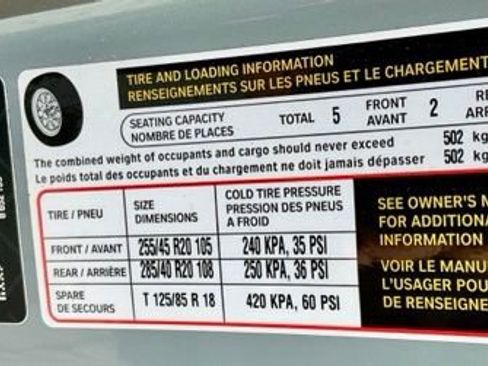 TIRE AND LOADING INFORMATION
RENSEIGNEMENTS SUR LES PNEUS ET LE CHARGEMENT
SEATING CAPACITY
NOMBRE DE PLACES
TOTAL 5
FRONT
AVANT
2
The combined weight of occupants and cargo should never exceed 502 kg
Le poids total des occupants et du chargement ne doit jamais dépasser 502 kg
TIRE / PNEU
SIZE
DIMENSIONS
COLD TIRE PRESSURE
PRESSION DES PNEUS
A FROID
FRONT / AVANT 255/45 R20 105 240 KPA, 35 PSI
REAR / ARRIÈRE 285/40 R20 108 250 KPA, 36 PSI
SPARE
DE SECOURS
T 125/85 R 18 420 KPA, 60 PSI
SEE OWNER'S
FOR ADDITIONA
INFORMATION
VOIR LE MANU
L'USAGER POU
DE RENSEIGNE